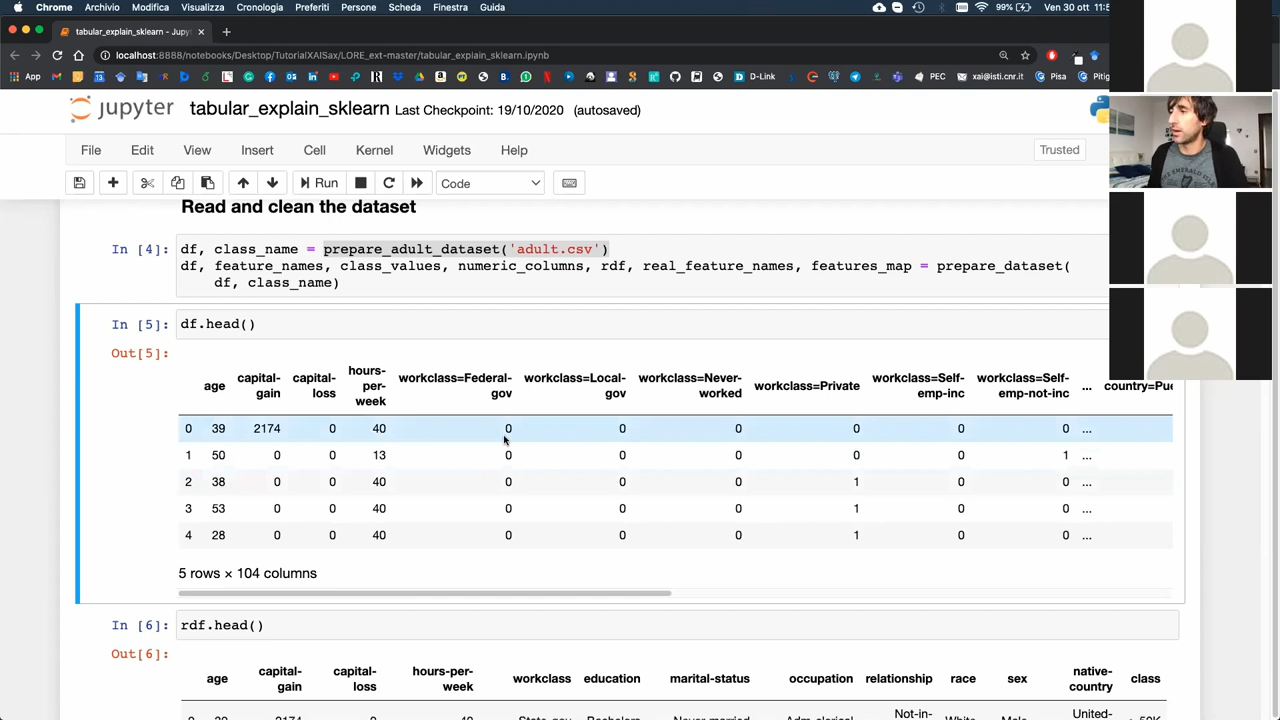 Chrome Archivio Modifica Visualizza Cronologia Preferiti Persone Scheda Finestra Guida 99% Ven 30 ott
tabular_explain_sklearn - Jupyt
localhost:8888/notebooks/Desktop/TutorialXAISax/LORE_ext-master/tabular_explain_sklearn.ipynb
App D-Link PEC xai@isti.cnr.it Pisa Pitig
jupyter tabular_explain_sklearn Last Checkpoint: 19/10/2020 (autosaved)
File Edit View Insert Cell Kernel Widgets Help Trusted
Run Code
Read and clean the dataset
In [4]: df, class_name = prepare_adult_dataset('adult.csv')
df, feature_names, class_values, numeric_columns, rdf, real_feature_names, features_map = prepare_dataset(
df, class_name)
In [5]: df.head()
Out[5]:
age capital-gain capital-loss hours-per-week workclass=Federal-gov workclass=Local-gov workclass=Never-worked workclass=Private workclass=Self-emp-inc workclass=Self-emp-not-inc ... country=Pue
0 39 2174 0 40 0 0 0 0 0 0 ...
1 50 0 0 13 0 0 0 0 0 1 ...
2 38 0 0 40 0 0 0 1 0 0 ...
3 53 0 0 40 0 0 0 1 0 0 ...
4 28 0 0 40 0 0 0 1 0 0 ...
5 rows × 104 columns
In [6]: rdf.head()
Out[6]:
age capital-gain capital-loss hours-per-week workclass education marital-status occupation relationship race sex native-country class
Not-in- United-